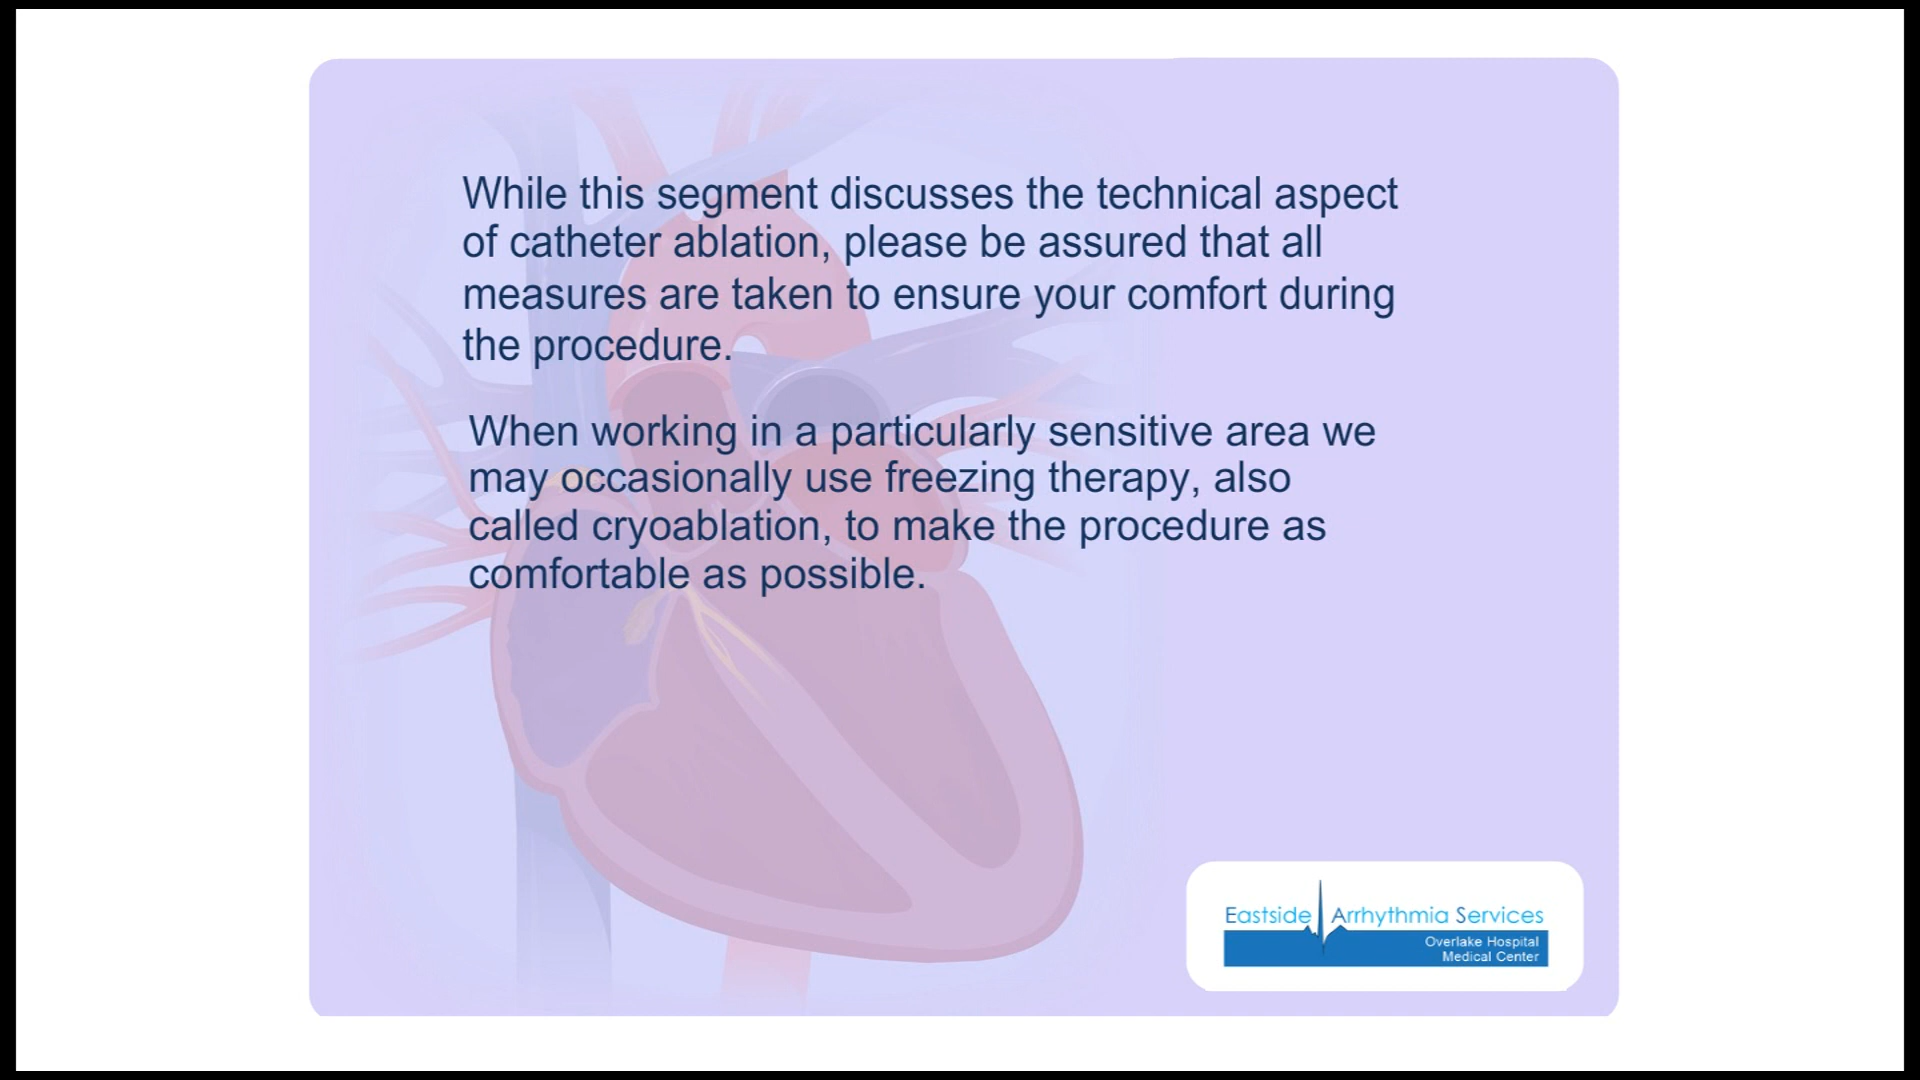 While this segment discusses the technical aspect
of catheter ablation, please be assured that all
measures are taken to ensure your comfort during
the procedure.
When working in a particularly sensitive area we
may occasionally use freezing therapy, also
called cryoablation, to make the procedure as
comfortable as possible.
Eastside Arrhythmia Services
Overlake Hospital
Medical Center